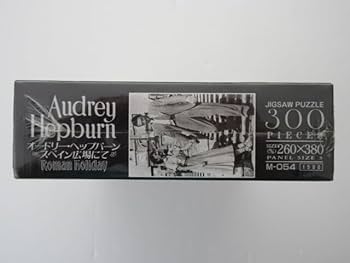 Audrey
Hepburn
オードリー・ヘップバーン
スペイン広場にて
Roman Holiday
JIGSAW PUZZLE
300
PIECES
SIZE 260×380
PANEL SIZE 3
M-054